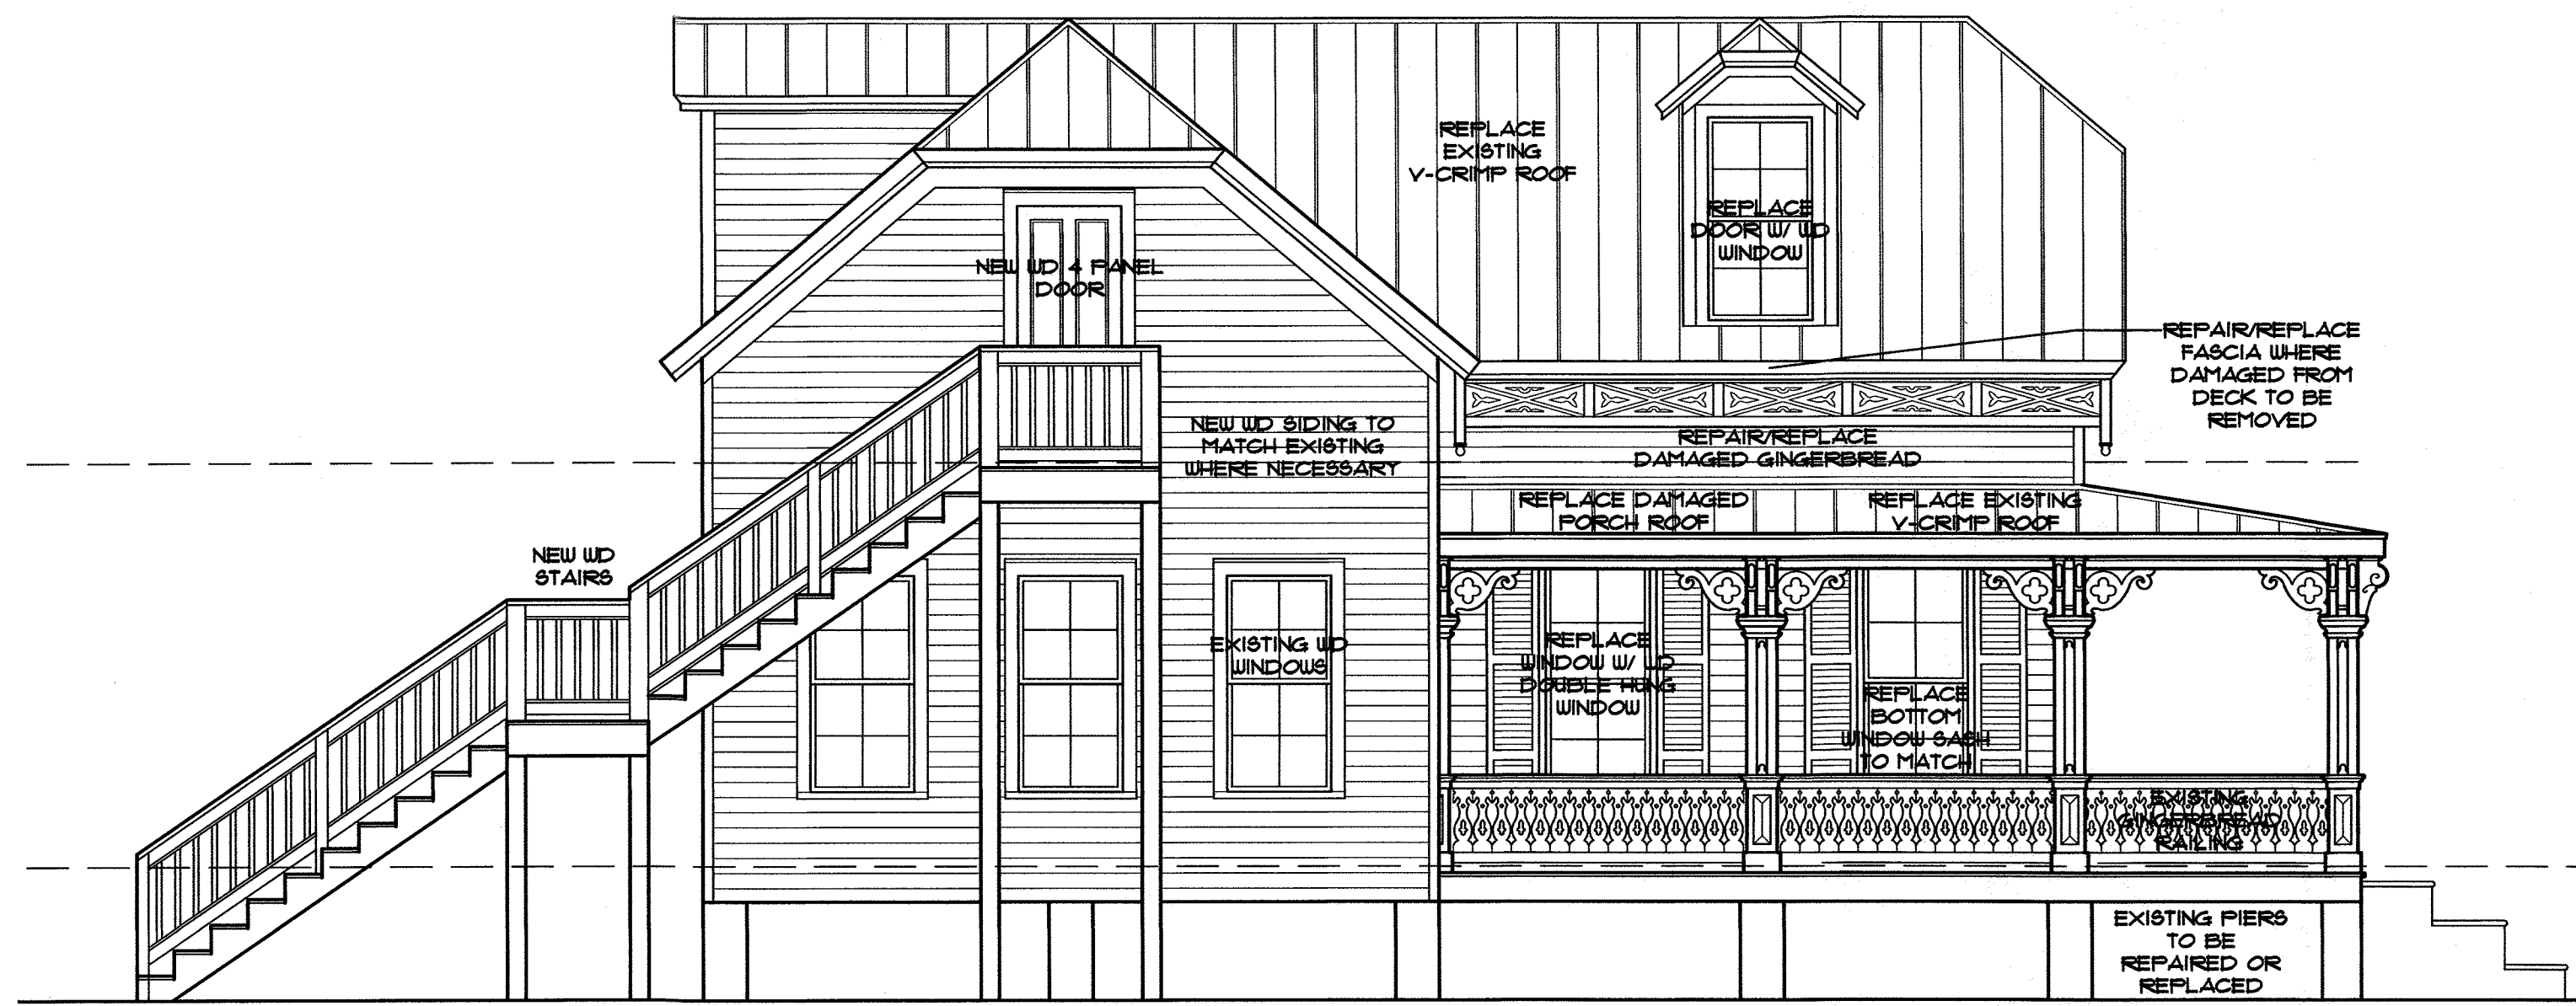 REPLACE
EXISTING
V-CRIMP ROOF
REPLACE
DOOR W/ WD
WINDOW
NEW WD 4 PANEL
DOOR
REPAIR/REPLACE
FASCIA WHERE
DAMAGED FROM
DECK TO BE
REMOVED
NEW WD SIDING TO
MATCH EXISTING
WHERE NECESSARY
REPAIR/REPLACE
DAMAGED GINGERBREAD
REPLACE DAMAGED
PORCH ROOF
REPLACE EXISTING
V-CRIMP ROOF
NEW WD
STAIRS
EXISTING WD
WINDOWS
REPLACE
WINDOW W/ WD
DOUBLE HUNG
WINDOW
REPLACE
BOTTOM
WINDOW SASH
TO MATCH
EXISTING
GINGERBREAD
RAILING
EXISTING PIERS
TO BE
REPAIRED OR
REPLACED